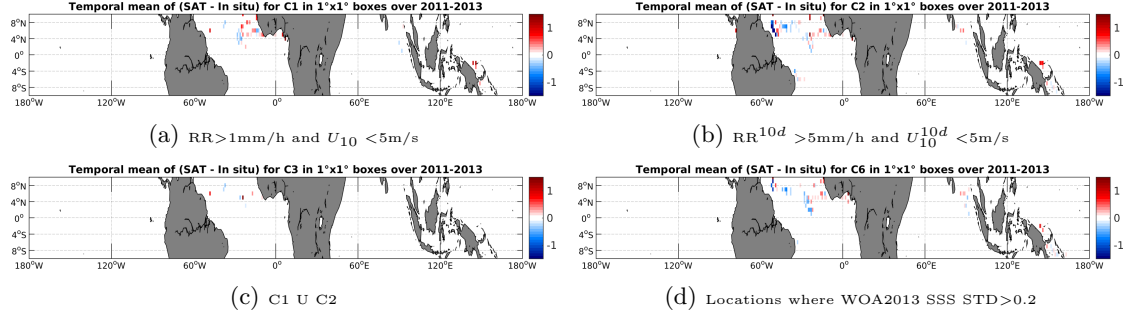 Temporal mean of (SAT - In situ) for C1 in 1°x1° boxes over 2011-2013
8°N
4°N
0°
4°S
8°S
180°W 120°W 60°W 0° 60°E 120°E 180°W
1
0
-1
(a) RR>1mm/h and U10 <5m/s
Temporal mean of (SAT - In situ) for C2 in 1°x1° boxes over 2011-2013
8°N
4°N
0°
4°S
8°S
180°W 120°W 60°W 0° 60°E 120°E 180°W
1
0
-1
(b) RR^10d >5mm/h and U10^10d <5m/s
Temporal mean of (SAT - In situ) for C3 in 1°x1° boxes over 2011-2013
8°N
4°N
0°
4°S
8°S
180°W 120°W 60°W 0° 60°E 120°E 180°W
1
0
-1
(c) C1 U C2
Temporal mean of (SAT - In situ) for C6 in 1°x1° boxes over 2011-2013
8°N
4°N
0°
4°S
8°S
180°W 120°W 60°W 0° 60°E 120°E 180°W
1
0
-1
(d) Locations where WOA2013 SSS STD>0.2